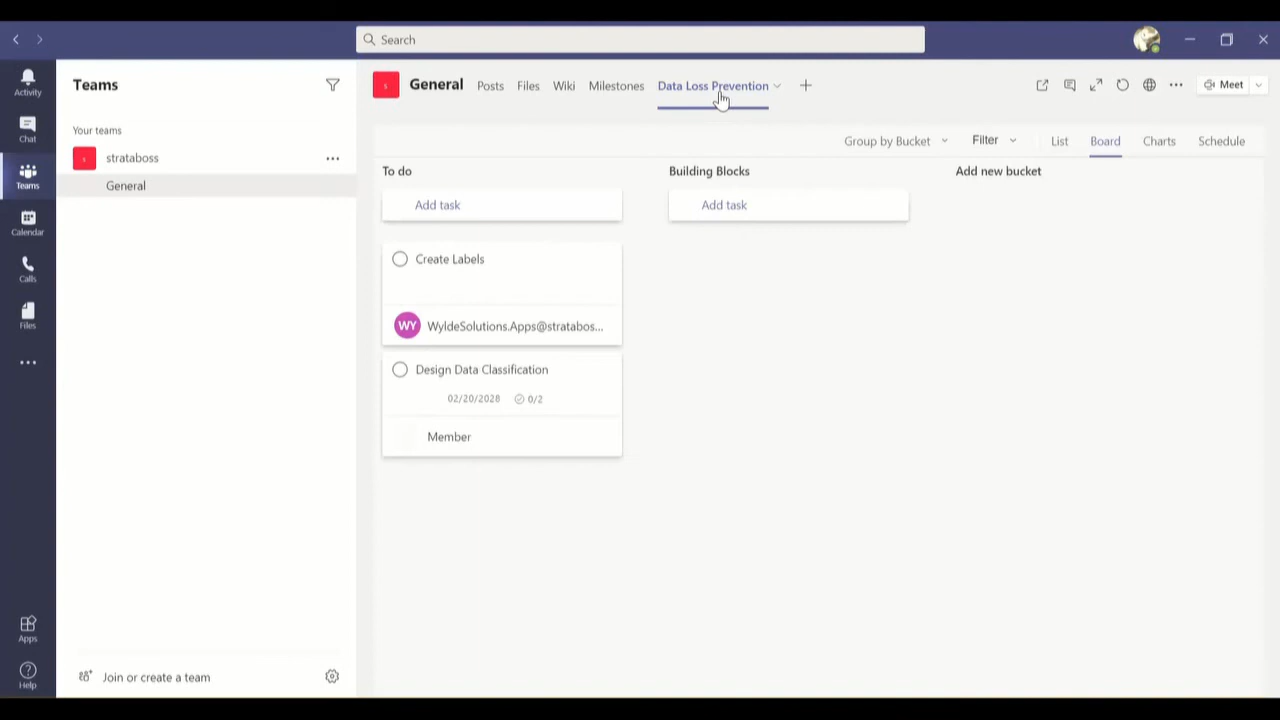 Search
Activity
Chat
Teams
Calendar
Calls
Files
Apps
Help
Teams
Your teams
s
strataboss
General
Join or create a team
s
General
Posts
Files
Wiki
Milestones
Data Loss Prevention
Meet
Group by Bucket
Filter
List
Board
Charts
Schedule
To do
Add task
Create Labels
WY
WyldeSolutions.Apps@stratabos...
Design Data Classification
02/20/2028
0/2
Member
Building Blocks
Add task
Add new bucket